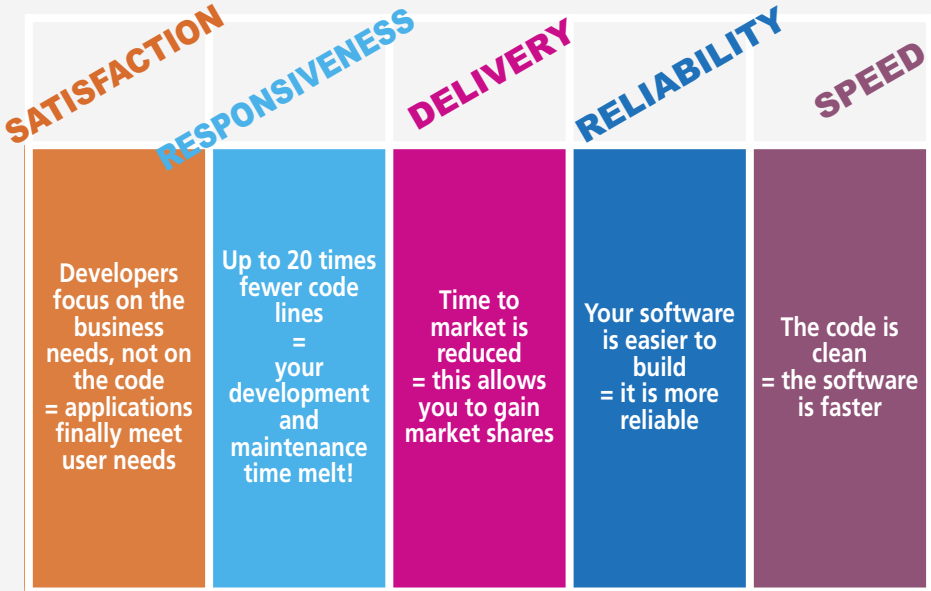 SATISFACTION
RESPONSIVENESS
DELIVERY
RELIABILITY
SPEED
Developers
focus on the
business
needs, not on
the code
= applications
finally meet
user needs
Up to 20 times
fewer code
lines
=
your
development
and
maintenance
time melt!
Time to
market is
reduced
= this allows
you to gain
market shares
Your software
is easier to
build
= it is more
reliable
The code is
clean
= the software
is faster